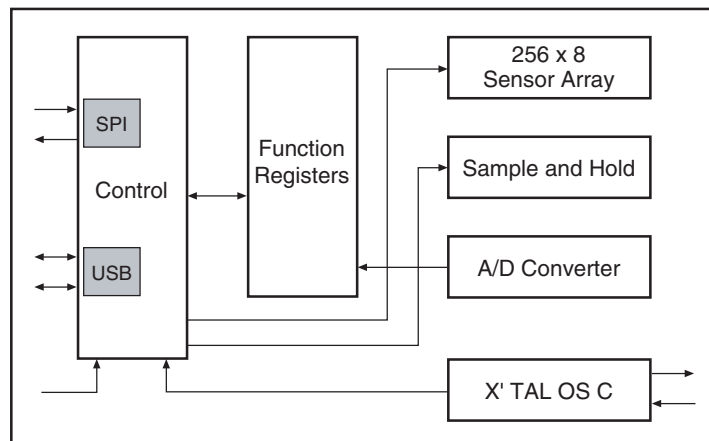 SPI
Control
USB
Function
Registers
256 x 8
Sensor Array
Sample and Hold
A/D Converter
X' TAL OS C